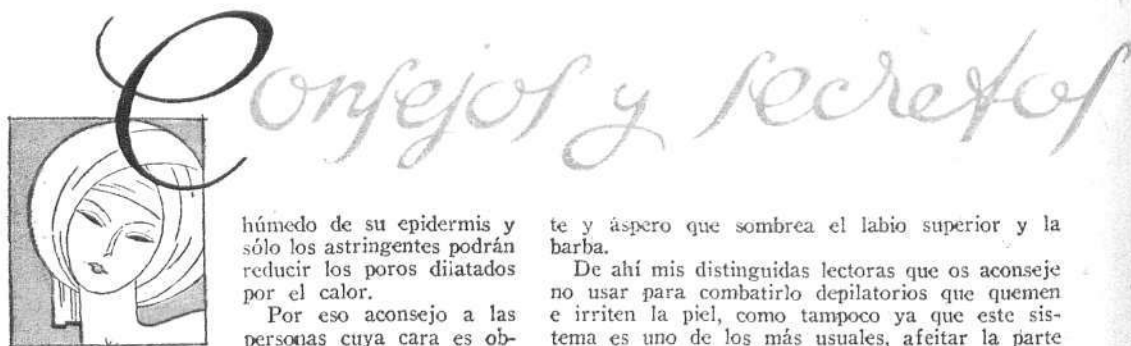 Consejos y secretos
húmedo de su epidermis y
sólo los astringentes podrán
reducir los poros dilatados
por el calor.
Por eso aconsejo a las
personas cuya cara es ob-
te y áspero que sombrea el labio superior y la
barba.
De ahí mis distinguidas lectoras que os aconseje
no usar para combatirlo depilatorios que quemen
e irriten la piel, como tampoco ya que este sis-
tema es uno de los más usuales, afeitar la parte